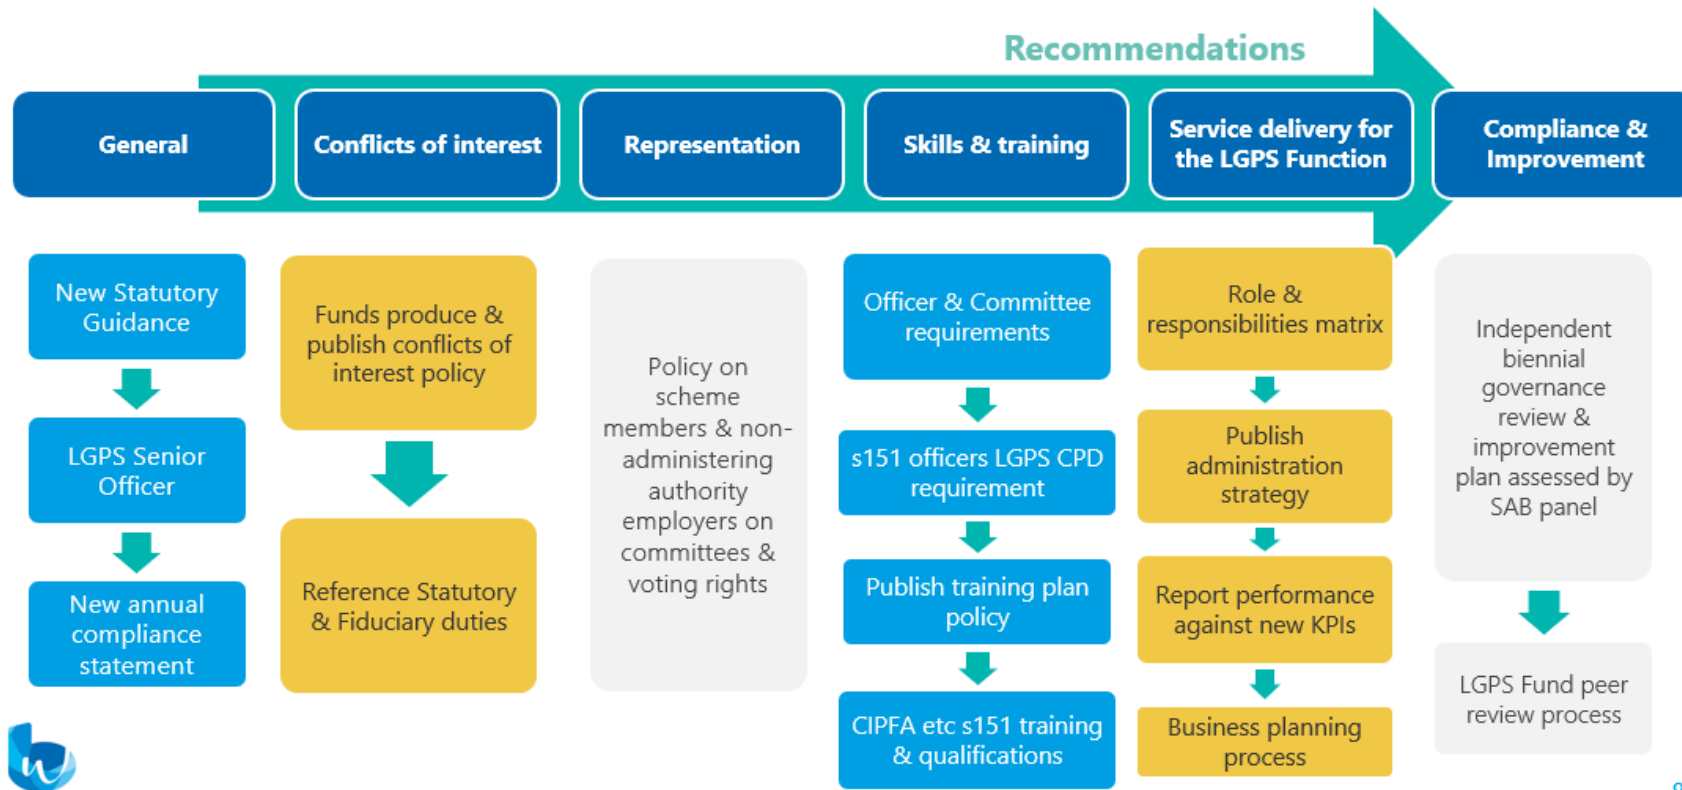 Recommendations
General
Conflicts of interest
Representation
Skills & training
Service delivery for
the LGPS Function
Compliance &
Improvement
New Statutory
Guidance
LGPS Senior
Officer
New annual
compliance
statement
Funds produce &
publish conflicts of
interest policy
Reference Statutory
& Fiduciary duties
Policy on
scheme
members & non-
administering
authority
employers on
committees &
voting rights
Officer & Committee
requirements
s151 officers LGPS CPD
requirement
Publish training plan
policy
CIPFA etc s151 training
& qualifications
Role &
responsibilities matrix
Publish
administration
strategy
Report performance
against new KPIs
Business planning
process
Independent
biennial
governance
review &
improvement
plan assessed by
SAB panel
LGPS Fund peer
review process